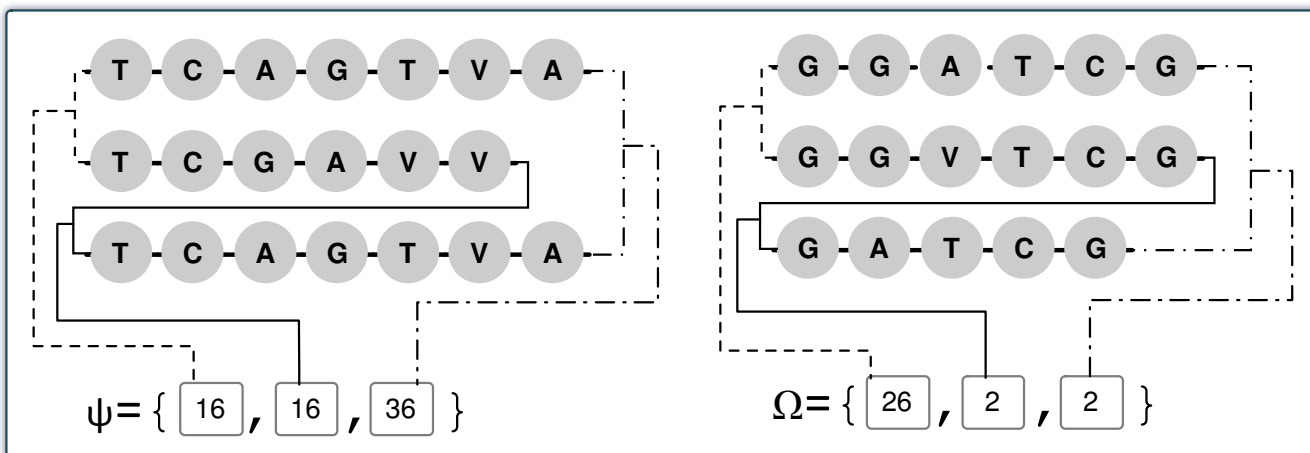 T C A G T V A
T C G A V V
T C A G T V A
ψ={ 16 , 16 , 36 }
G G A T C G
G G V T C G
G A T C G
Ω={ 26 , 2 , 2 }